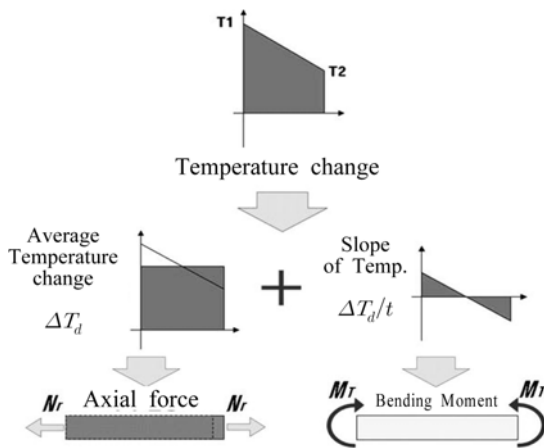 T1
T2
Temperature change
Average
Temperature
change
ΔT_d
+
Slope
of Temp.
ΔT_d/t
N_r
Axial force
N_r
M_T
Bending Moment
M_T